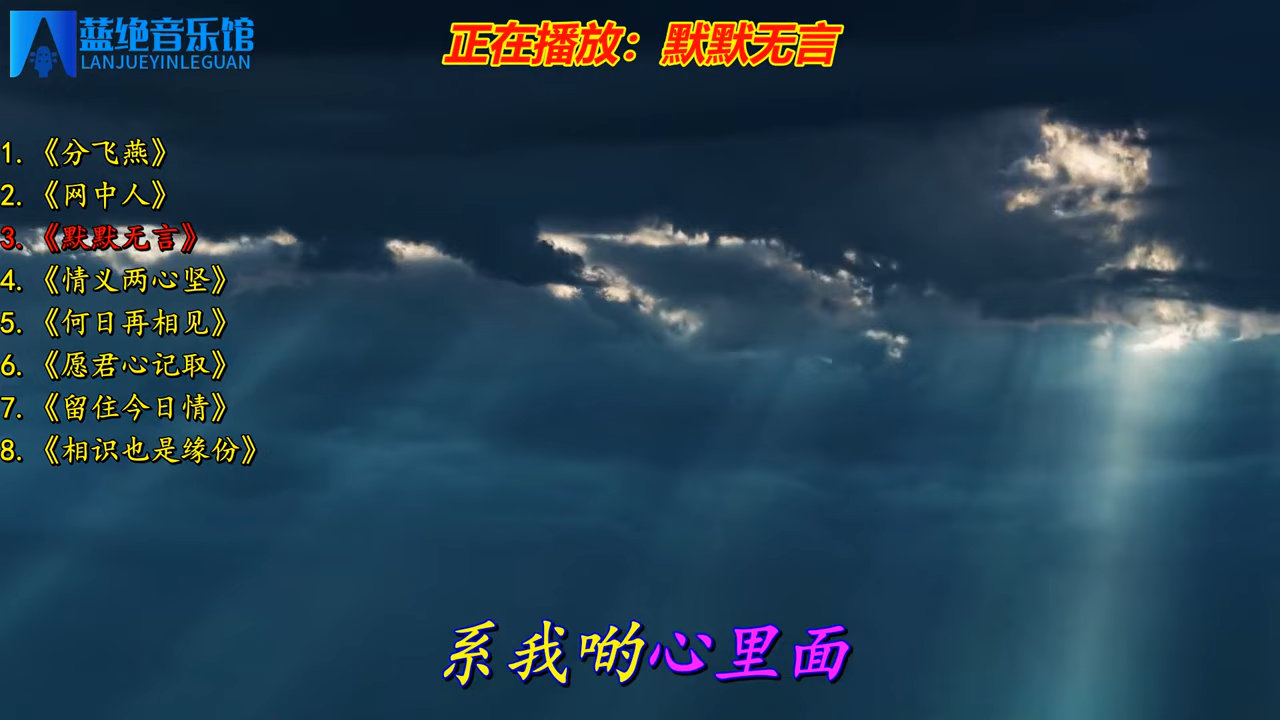 蓝绝音乐馆
LANJUEYINLEGUAN
正在播放：默默无言
1.《分飞燕》
2.《网中人》
3.《默默无言》
4.《情义两心坚》
5.《何日再相见》
6.《愿君心记取》
7.《留住今日情》
8.《相识也是缘份》
系我啲心里面